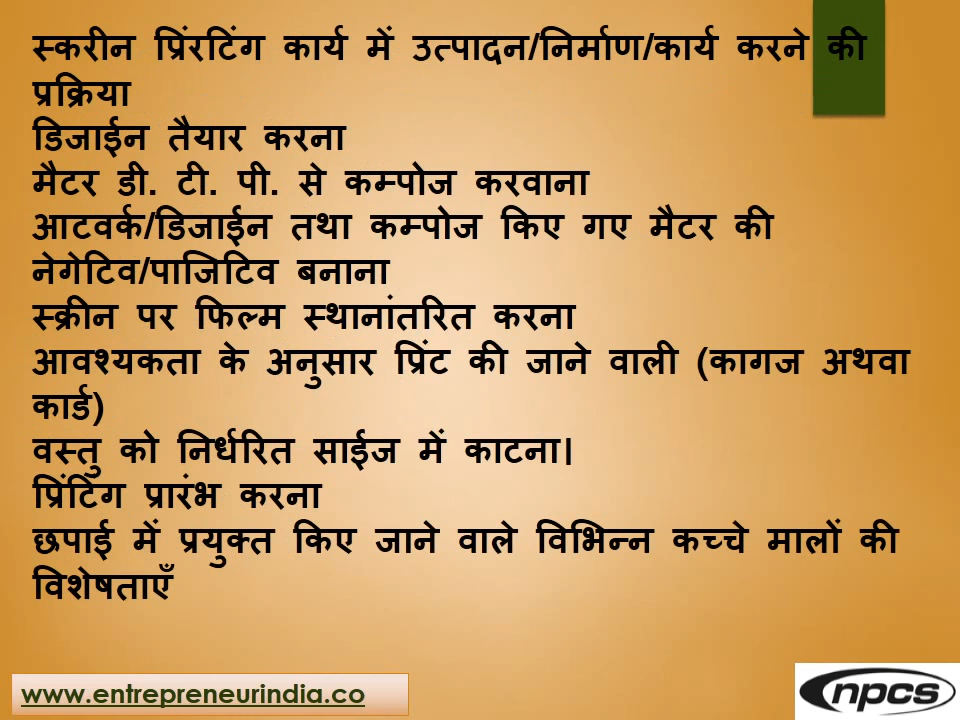 स्करीन प्रिंरटिंग कार्य में उत्पादन/निर्माण/कार्य करने की
प्रक्रिया
डिजाईन तैयार करना
मैटर डी. टी. पी. से कम्पोज करवाना
आटवर्क/डिजाईन तथा कम्पोज किए गए मैटर की
नेगेटिव/पाजिटिव बनाना
स्क्रीन पर फिल्म स्थानांतरित करना
आवश्यकता के अनुसार प्रिंट की जाने वाली (कागज अथवा
कार्ड)
वस्तु को निर्धरित साईज में काटना।
प्रिंटिंग प्रारंभ करना
छपाई में प्रयुक्त किए जाने वाले विभिन्न कच्चे मालों की
विशेषताएँ
www.entrepreneurindia.co
npcs